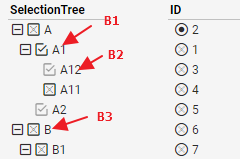 SelectionTree ID
B1
A 2
A1 1
B2
A12 3
A11 4
B3
A2 5
B 6
B1 7